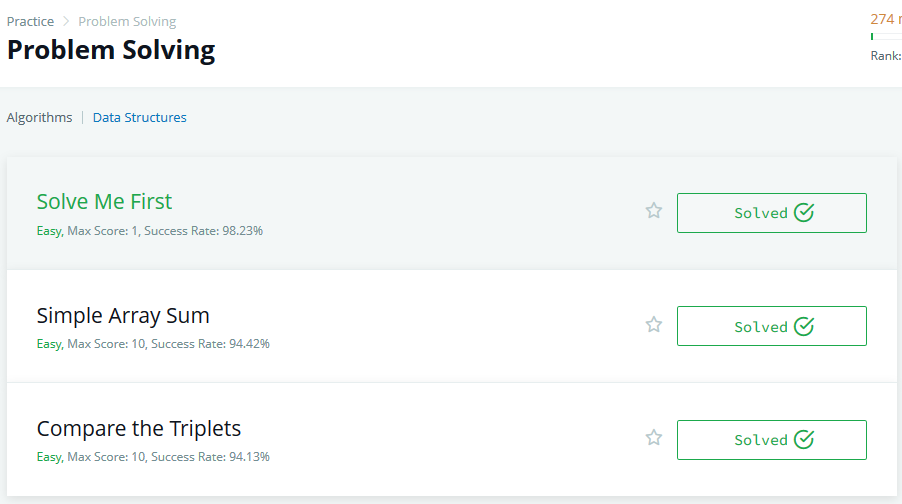 Practice > Problem Solving
Problem Solving
274
Rank:
Algorithms | Data Structures
Solve Me First
Easy, Max Score: 1, Success Rate: 98.23%
Solved
Simple Array Sum
Easy, Max Score: 10, Success Rate: 94.42%
Solved
Compare the Triplets
Easy, Max Score: 10, Success Rate: 94.13%
Solved